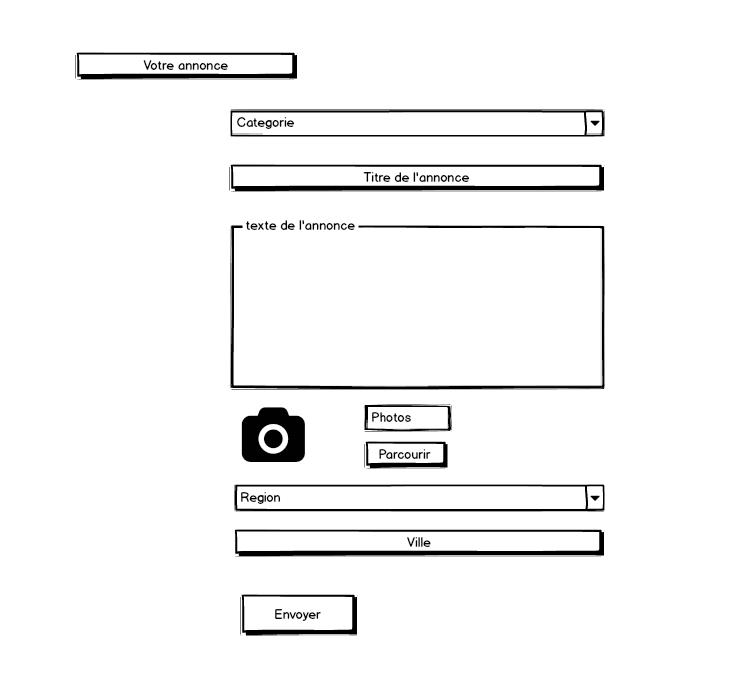 Votre annonce
Categorie
Titre de l'annonce
texte de l'annonce
Photos
Parcourir
Region
Ville
Envoyer